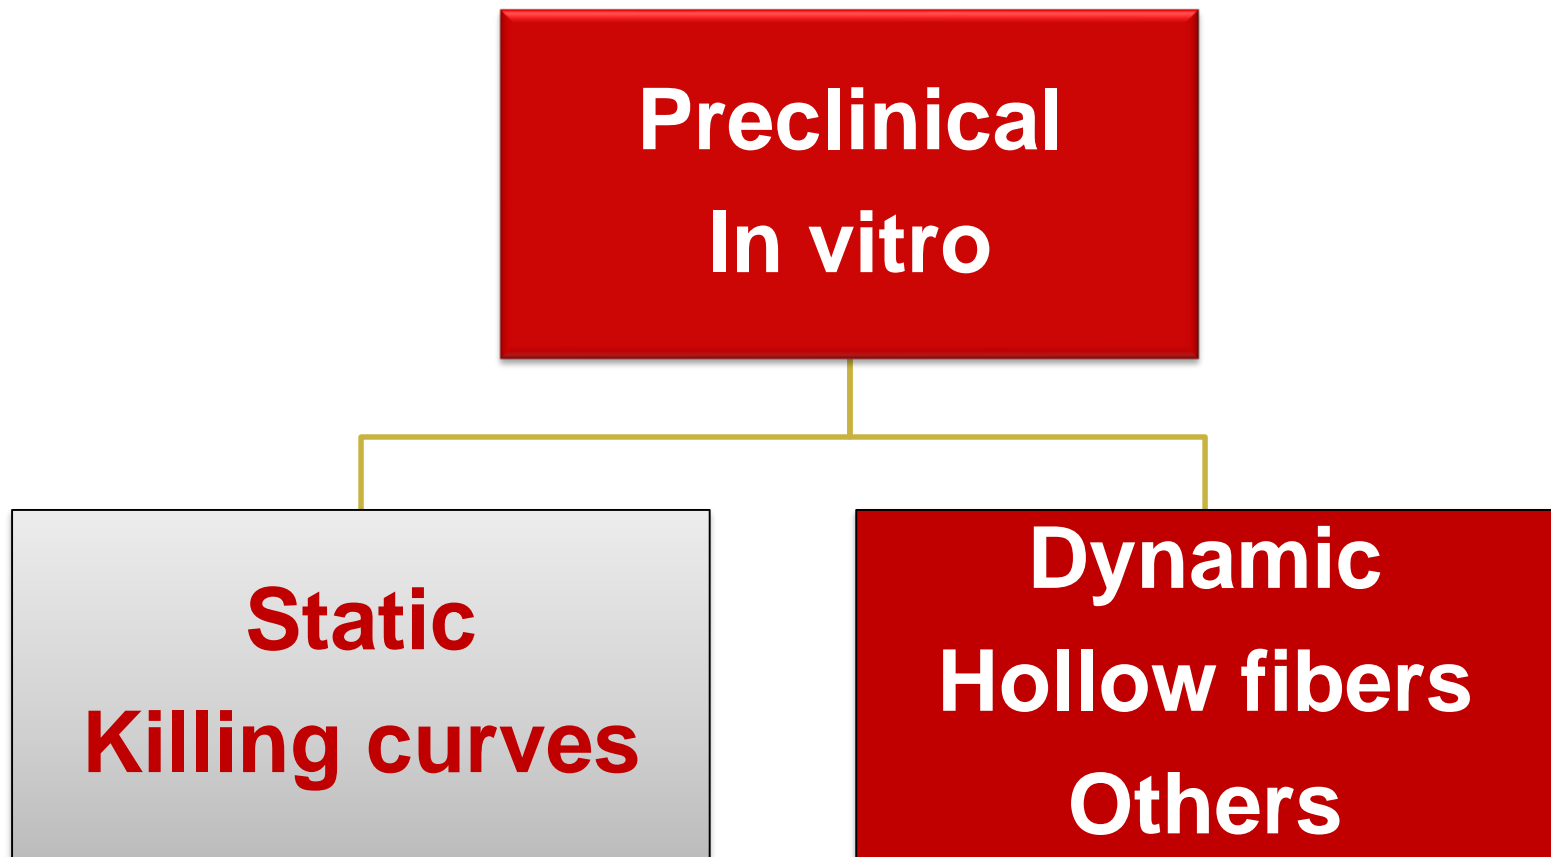 Preclinical
In vitro
Static
Killing curves
Dynamic
Hollow fibers
Others